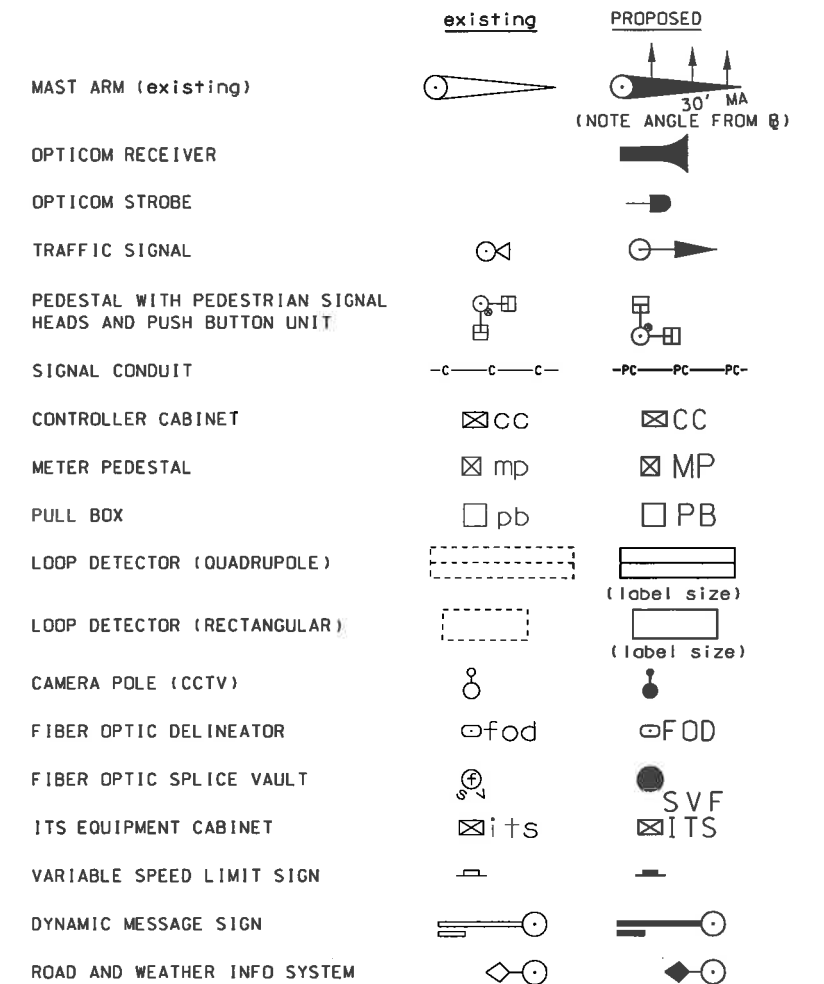 existing PROPOSED
MAST ARM (existing)
30' MA
(NOTE ANGLE FROM ℄)
OPTICOM RECEIVER
OPTICOM STROBE
TRAFFIC SIGNAL
PEDESTAL WITH PEDESTRIAN SIGNAL
HEADS AND PUSH BUTTON UNIT
SIGNAL CONDUIT -C-C-C- -PC-PC-PC-
CONTROLLER CABINET cc CC
METER PEDESTAL mp MP
PULL BOX pb PB
LOOP DETECTOR (QUADRUPOLE)
(label size)
LOOP DETECTOR (RECTANGULAR)
(label size)
CAMERA POLE (CCTV)
FIBER OPTIC DELINEATOR fod FOD
FIBER OPTIC SPLICE VAULT f
s v SVF
ITS EQUIPMENT CABINET its ITS
VARIABLE SPEED LIMIT SIGN
DYNAMIC MESSAGE SIGN
ROAD AND WEATHER INFO SYSTEM